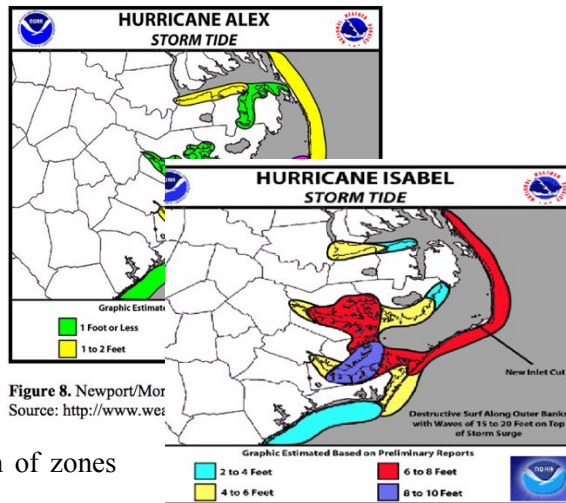 HURRICANE ALEX
STORM TIDE
Graphic Estimated
1 Foot or Less
1 to 2 Feet
Figure 8. Newport/Mor
Source: http://www.wea
of zones
HURRICANE ISABEL
STORM TIDE
New Inlet Cut
Destructive Surf Along Outer Banks
with Waves of 15 to 20 Feet on Top
of Storm Surge
Graphic Estimated Based on Preliminary Reports
2 to 4 Feet
6 to 8 Feet
4 to 6 Feet
8 to 10 Feet